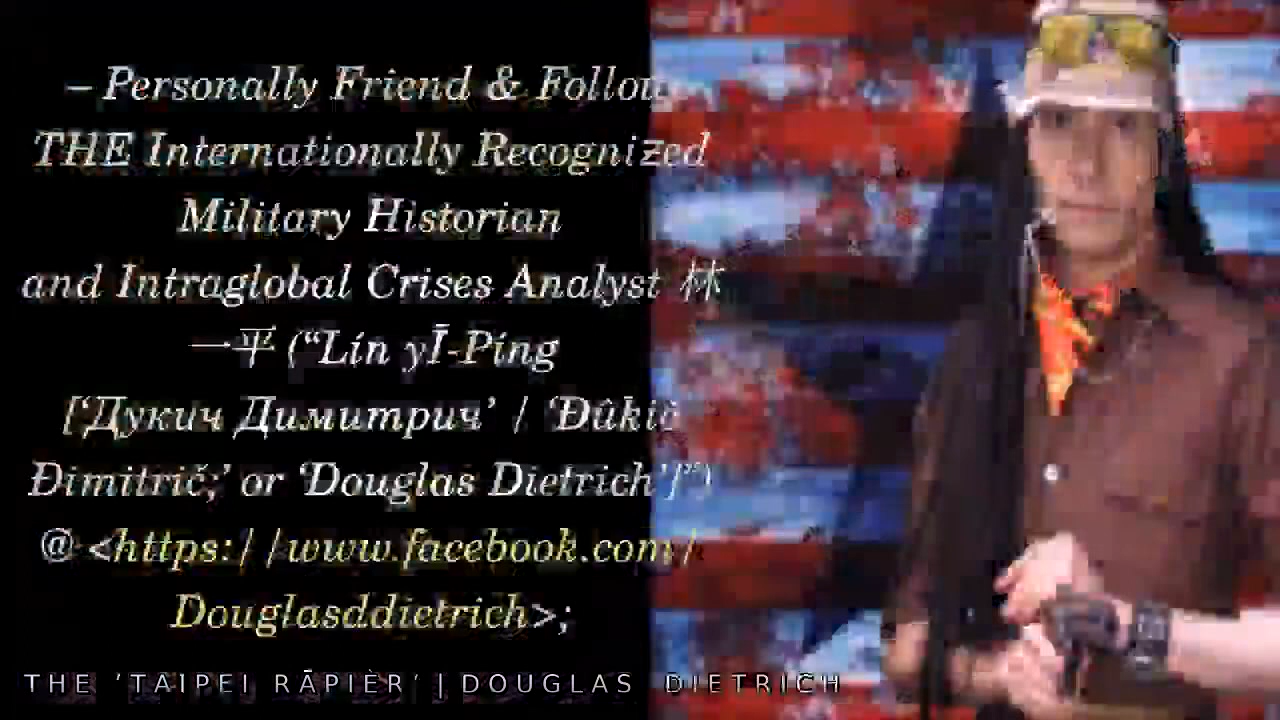 – Personally Friend & Follow
THE Internationally Recognized
Military Historian
and Intraglobal Crises Analyst 林
一平 (“Lín yĪ-Píng
[‘Дукич Димитрич’ / ‘Đûkiĉ
Đimitrič;’ or ‘Douglas Dietrich’]”)
@ <https://www.facebook.com/
Douglasddietrich>;
THE 'TAIPEI RĀPIÈR' | DOUGLAS DIETRICH